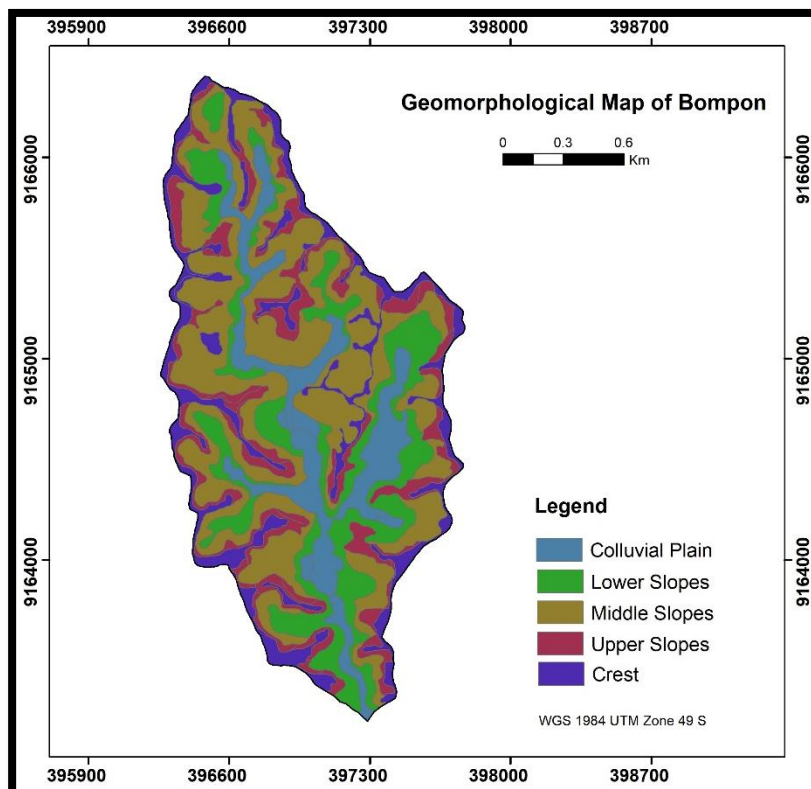 395900 396600 397300 398000 398700
Geomorphological Map of Bompon
0 0.3 0.6
Km
9166000 9166000
9165000 9165000
Legend
Colluvial Plain
9164000 9164000
Lower Slopes
Middle Slopes
Upper Slopes
Crest
WGS 1984 UTM Zone 49 S
395900 396600 397300 398000 398700